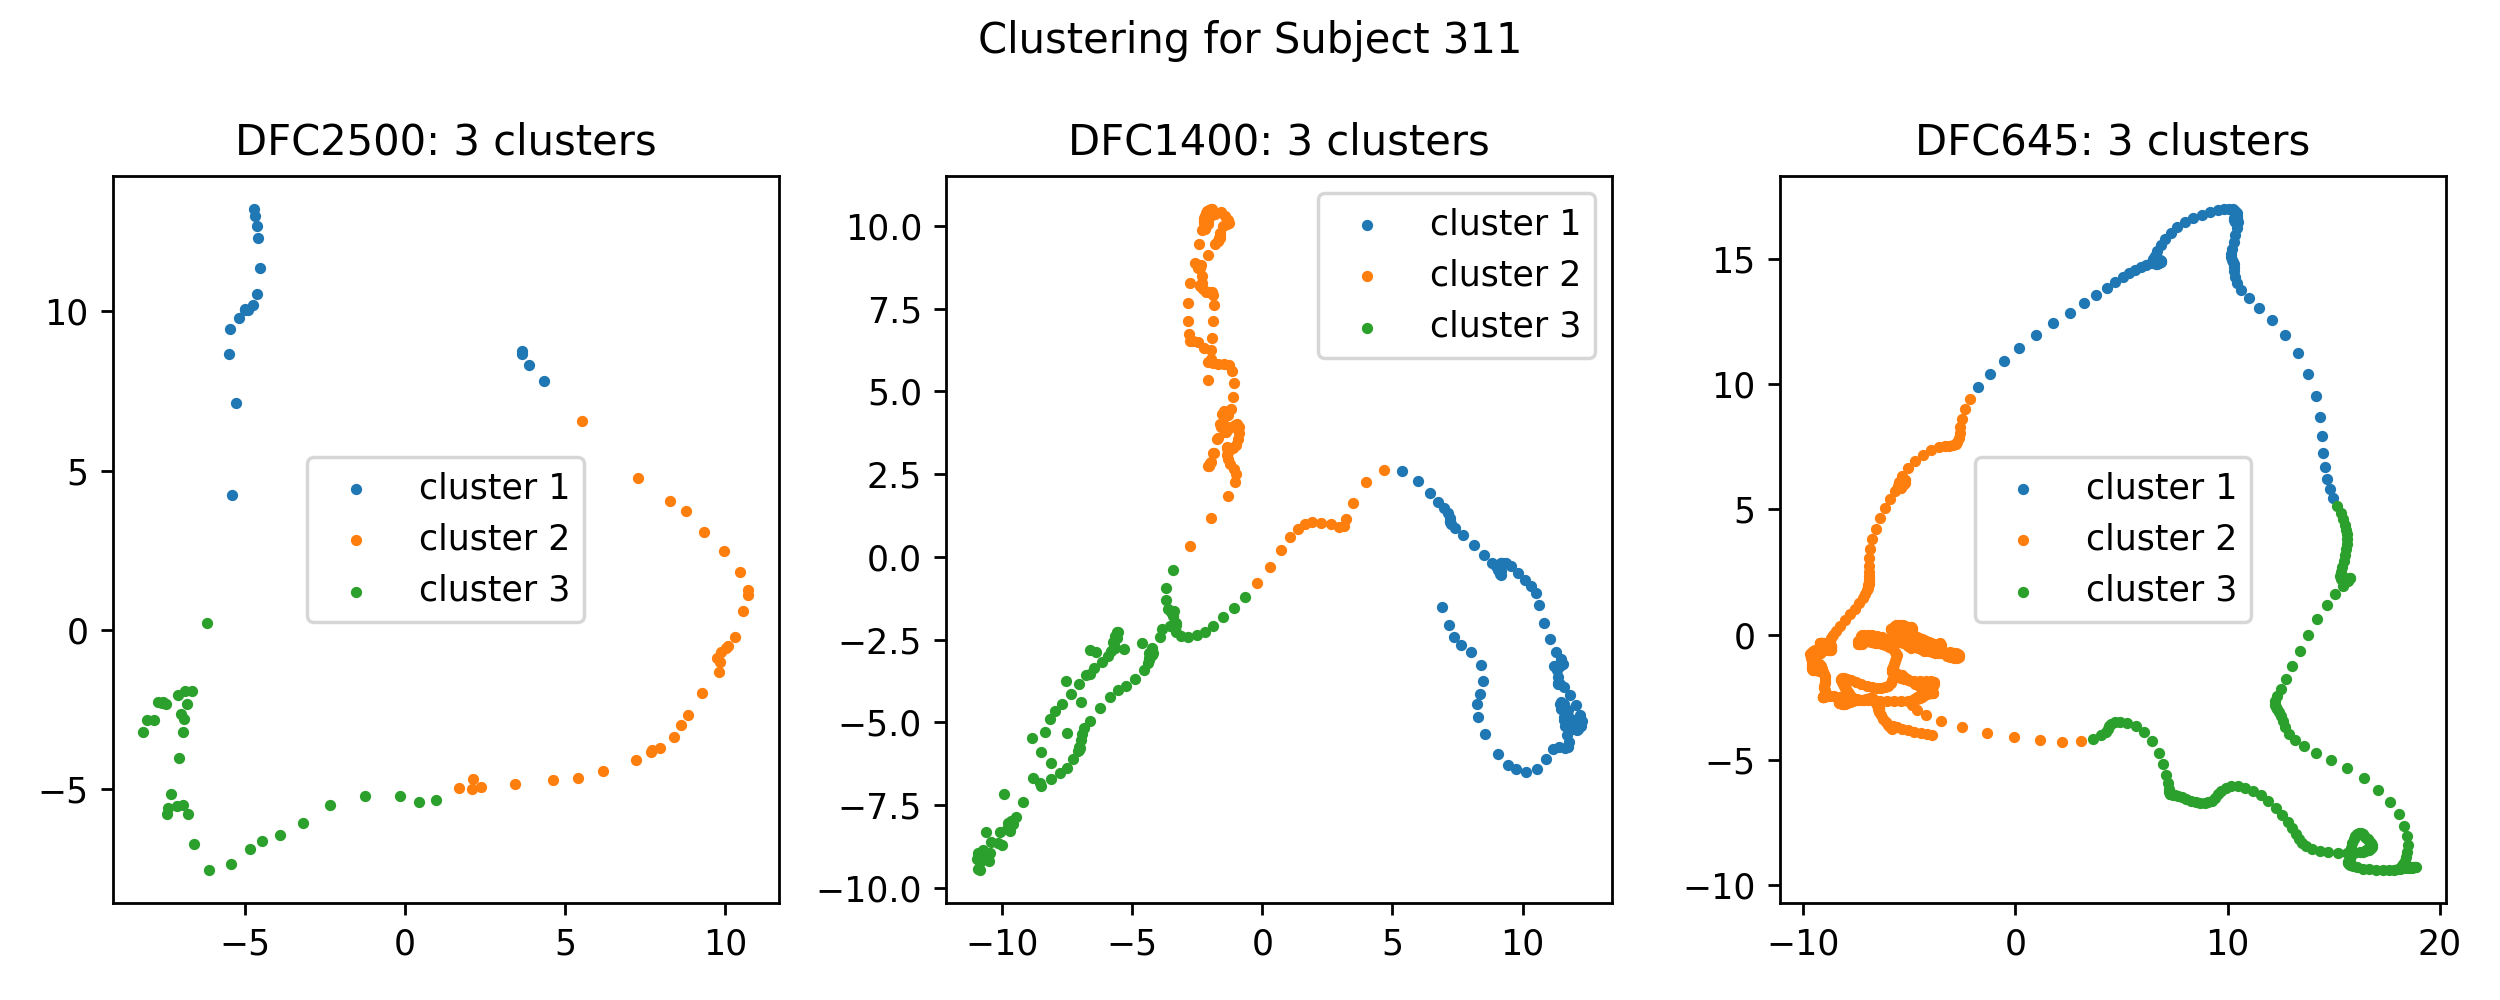 Clustering for Subject 311
DFC2500: 3 clusters
10
5
0
−5
−5
0
5
10
cluster 1
cluster 2
cluster 3
DFC1400: 3 clusters
10.0
7.5
5.0
2.5
0.0
−2.5
−5.0
−7.5
−10.0
−10
−5
0
5
10
cluster 1
cluster 2
cluster 3
DFC645: 3 clusters
15
10
5
0
−5
−10
−10
0
10
20
cluster 1
cluster 2
cluster 3